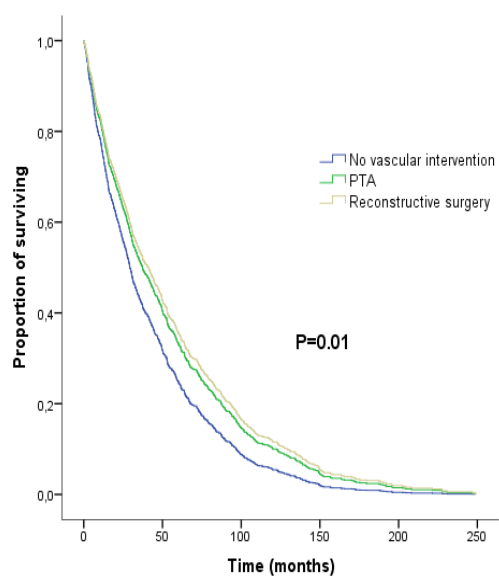 1,0
0,8
0,6
0,4
0,2
0,0
Proportion of surviving
No vascular intervention
PTA
Reconstructive surgery
P=0.01
0 50 100 150 200 250
Time (months)